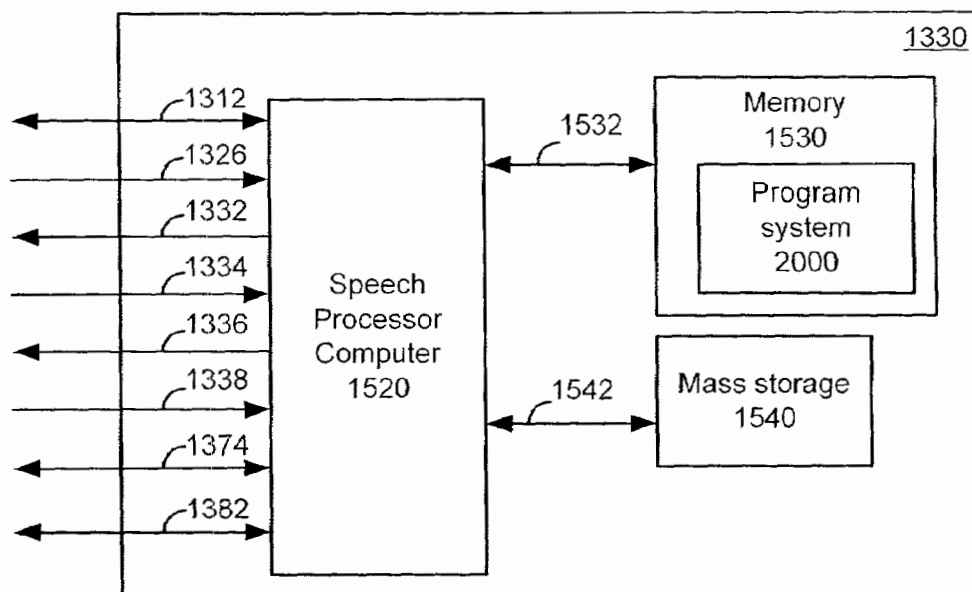 1330
1312
1326
1332
1334
1336
1338
1374
1382
Speech
Processor
Computer
1520
1532
1542
Memory
1530
Program
system
2000
Mass storage
1540